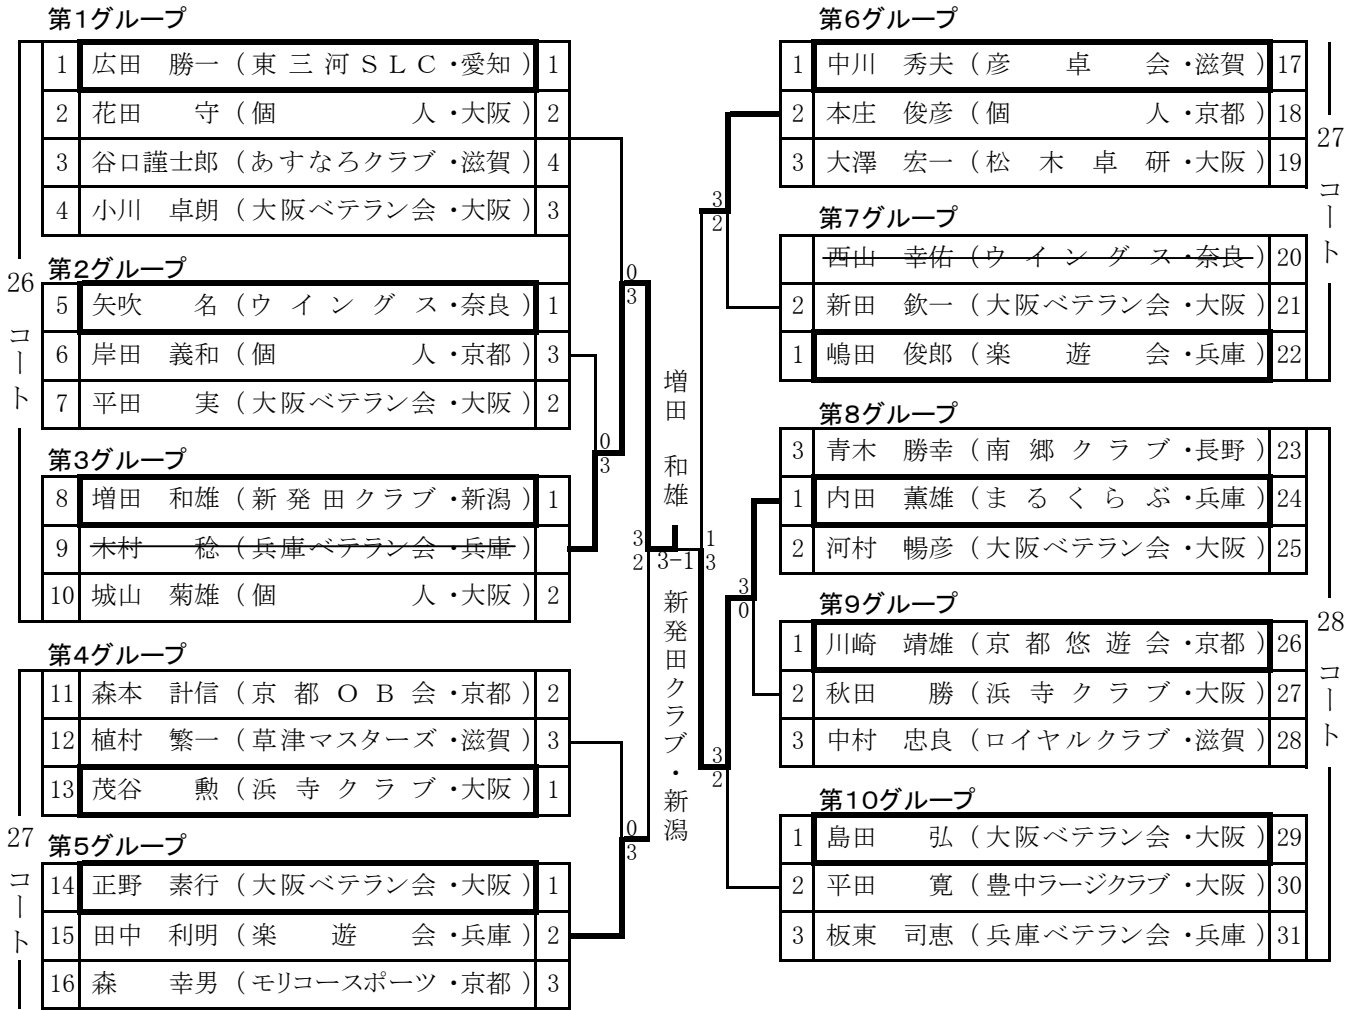 第1グループ
1 広田 勝一 (東三河SLC・愛知) 1
2 花田 守 (個人・大阪) 2
3 谷口謹士郎 (あすなろクラブ・滋賀) 4
4 小川 卓朗 (大阪ベテラン会・大阪) 3
第2グループ
5 矢吹 名 (ウイングス・奈良) 1
6 岸田 義和 (個人・京都) 3
7 平田 実 (大阪ベテラン会・大阪) 2
第3グループ
8 増田 和雄 (新発田クラブ・新潟) 1
9 木村 稔 (兵庫ベテラン会・兵庫)
10 城山 菊雄 (個人・大阪) 2
26コート
第4グループ
11 森本 計信 (京都OB会・京都) 2
12 植村 繁一 (草津マスターズ・滋賀) 3
13 茂谷 勲 (浜寺クラブ・大阪) 1
第5グループ
14 正野 素行 (大阪ベテラン会・大阪) 1
15 田中 利明 (楽遊会・兵庫) 2
16 森 幸男 (モリコースポーツ・京都) 3
27コート
0
3
0
3
3
2
0
3
増田 和雄
3-1
新発田クラブ・新潟
1
3
3
2
3
0
3
2
第6グループ
1 中川 秀夫 (彦卓会・滋賀) 17
2 本庄 俊彦 (個人・京都) 18
3 大澤 宏一 (松木卓研・大阪) 19
第7グループ
西山 幸佑 (ウイングス・奈良) 20
2 新田 欽一 (大阪ベテラン会・大阪) 21
1 嶋田 俊郎 (楽遊会・兵庫) 22
27コート
第8グループ
3 青木 勝幸 (南郷クラブ・長野) 23
1 内田 薫雄 (まるくらぶ・兵庫) 24
2 河村 暢彦 (大阪ベテラン会・大阪) 25
第9グループ
1 川崎 靖雄 (京都悠遊会・京都) 26
2 秋田 勝 (浜寺クラブ・大阪) 27
3 中村 忠良 (ロイヤルクラブ・滋賀) 28
第10グループ
1 島田 弘 (大阪ベテラン会・大阪) 29
2 平田 寛 (豊中ラージクラブ・大阪) 30
3 板東 司恵 (兵庫ベテラン会・兵庫) 31
28コート